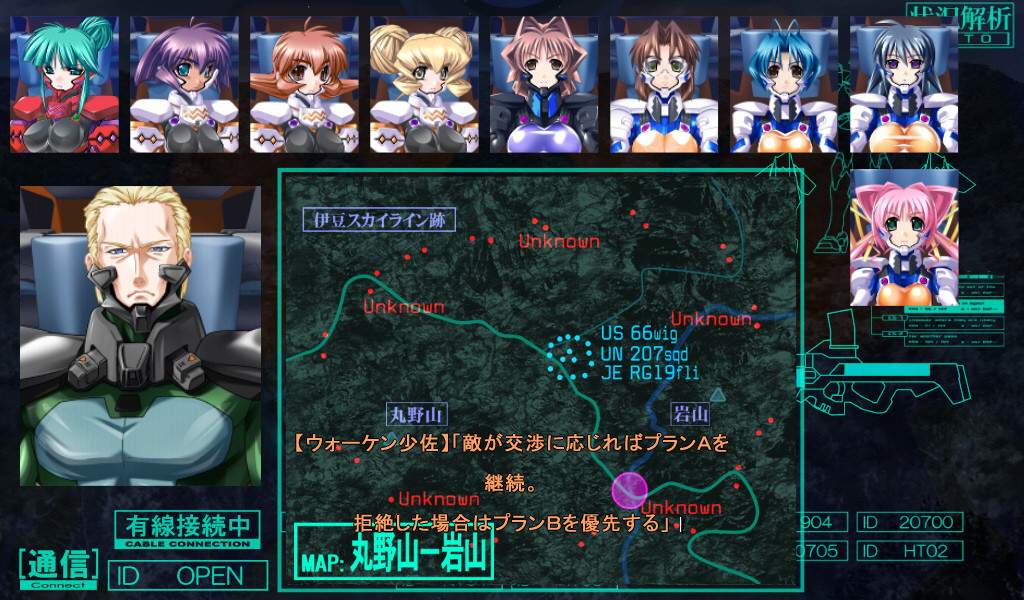 状況解析
伊豆スカイライン跡
Unknown
Unknown
Unknown
US 66wig
UN 207sqd
JE RG19fli
丸野山
岩山
【ウォーケン少佐】「敵が交渉に応じればプランAを
継続。
Unknown
Unknown
拒絶した場合はプランBを優先する」
MAP: 丸野山ー岩山
有線接続中
CABLE CONNECTION
[通信]
Connect
ID OPEN
904
ID 20700
0705
ID HT02